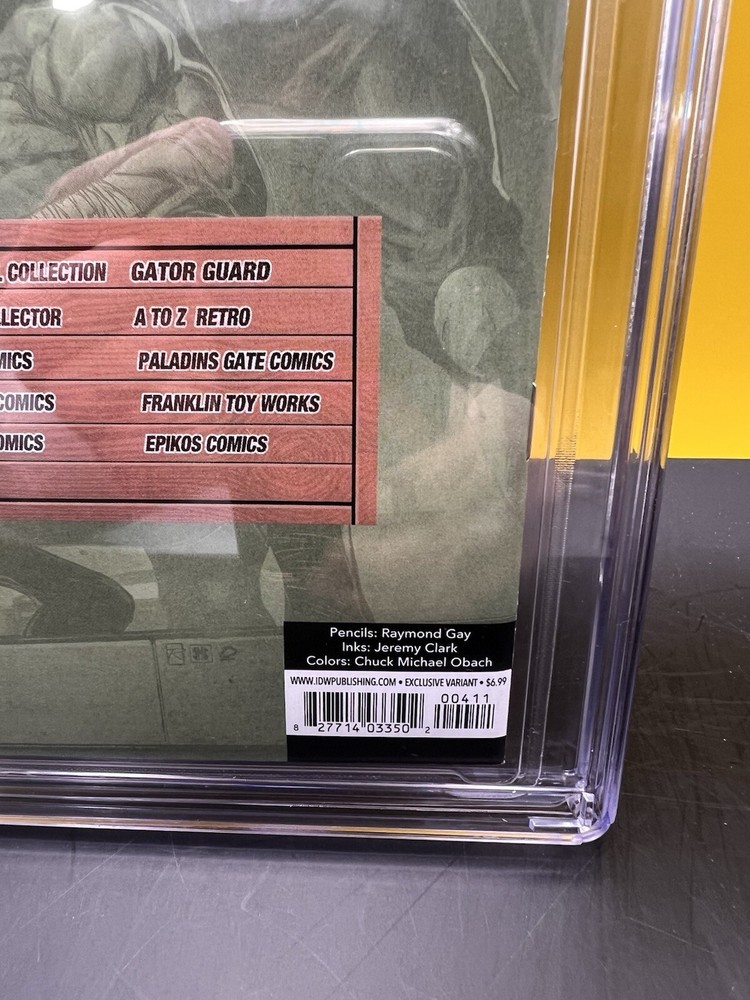 COLLECTION GATOR GUARD
LLECTOR A TO Z RETRO
MICS PALADINS GATE COMICS
COMICS FRANKLIN TOY WORKS
OMICS EPIKOS COMICS
Pencils: Raymond Gay
Inks: Jeremy Clark
Colors: Chuck Michael Obach
WWW.IDWPUBLISHING.COM • EXCLUSIVE VARIANT • $6.99
00411
8 27714 03350 2